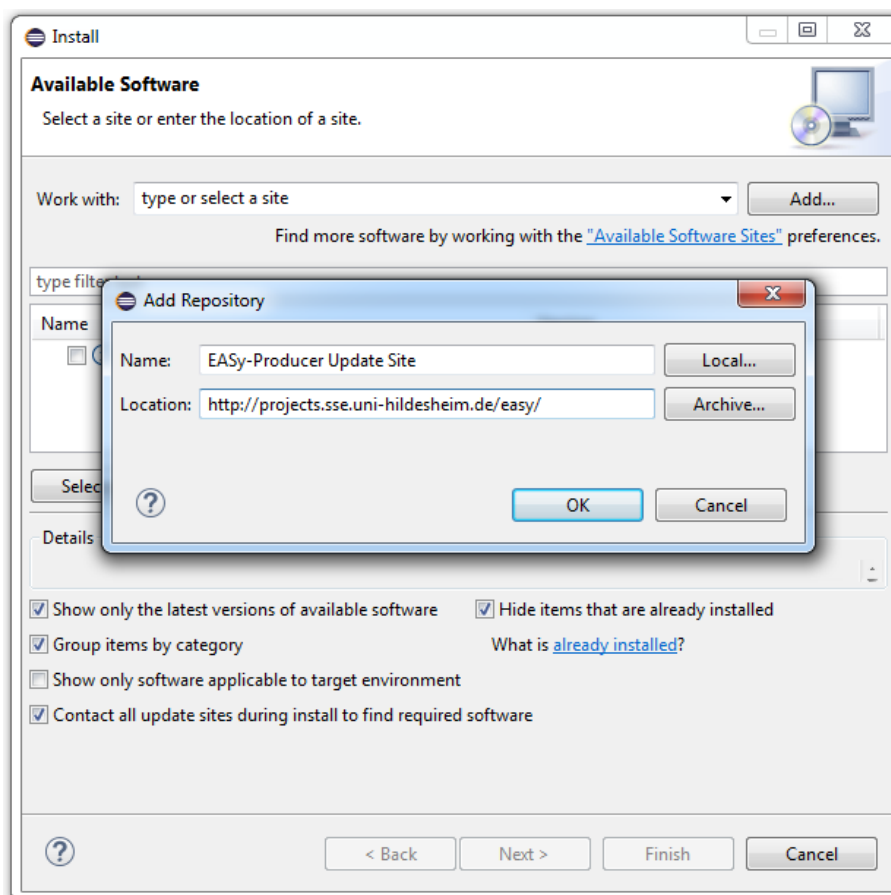 Install
Available Software
Select a site or enter the location of a site.
Work with: type or select a site Add...
Find more software by working with the "Available Software Sites" preferences.
type filter
Add Repository
Name
Name: EASy-Producer Update Site Local...
Location: http://projects.sse.uni-hildesheim.de/easy/ Archive...
OK Cancel
Selec
Details
Show only the latest versions of available software Hide items that are already installed
Group items by category What is already installed?
Show only software applicable to target environment
Contact all update sites during install to find required software
< Back Next > Finish Cancel